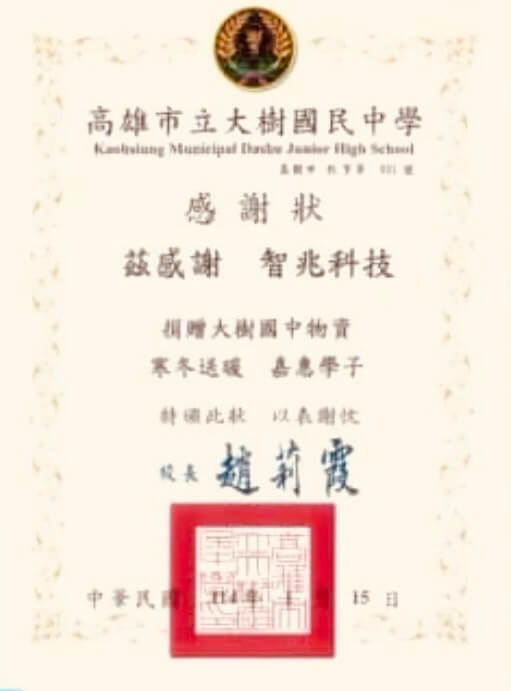 高雄市立大樹國民中學
Kaohsiung Municipal Dashu Junior High School
感謝狀
茲感謝 智兆科技
捐贈大樹國中物資
寒冬送暖 嘉惠學子
特頒此狀 以表謝忱
校長 趙莉霞
中華民國 114 年 1 月 15 日